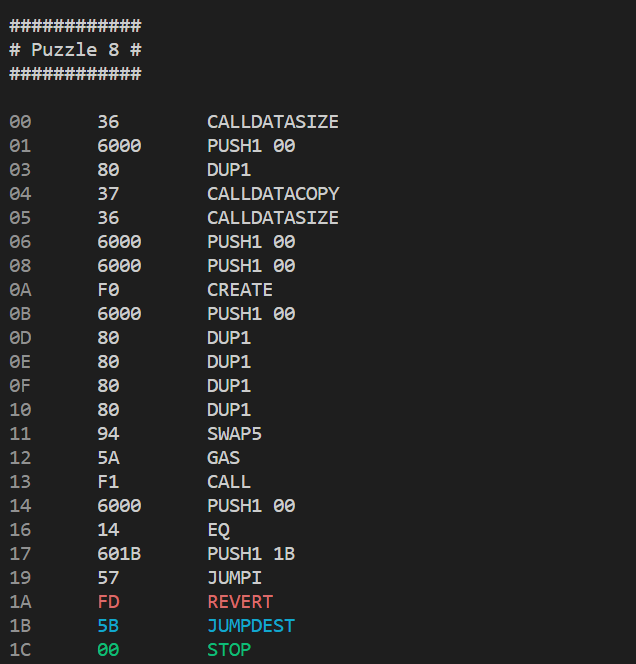 ############
# Puzzle 8 #
############
00 36 CALLDATASIZE
01 6000 PUSH1 00
03 80 DUP1
04 37 CALLDATACOPY
05 36 CALLDATASIZE
06 6000 PUSH1 00
08 6000 PUSH1 00
0A F0 CREATE
0B 6000 PUSH1 00
0D 80 DUP1
0E 80 DUP1
0F 80 DUP1
10 80 DUP1
11 94 SWAP5
12 5A GAS
13 F1 CALL
14 6000 PUSH1 00
16 14 EQ
17 601B PUSH1 1B
19 57 JUMPI
1A FD REVERT
1B 5B JUMPDEST
1C 00 STOP